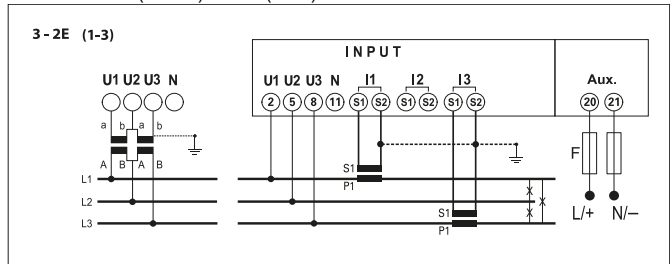 3-2E (1-3)
INPUT
U1 U2 U3 N
U1 U2 U3 N I1 I2 I3
Aux.
2 5 8 11 S1 S2 S1 S2 S1 S2
20 21
a b a b
A B A B
F
S1
P1
L1
L2
S1
P1
L3
L/+ N/–